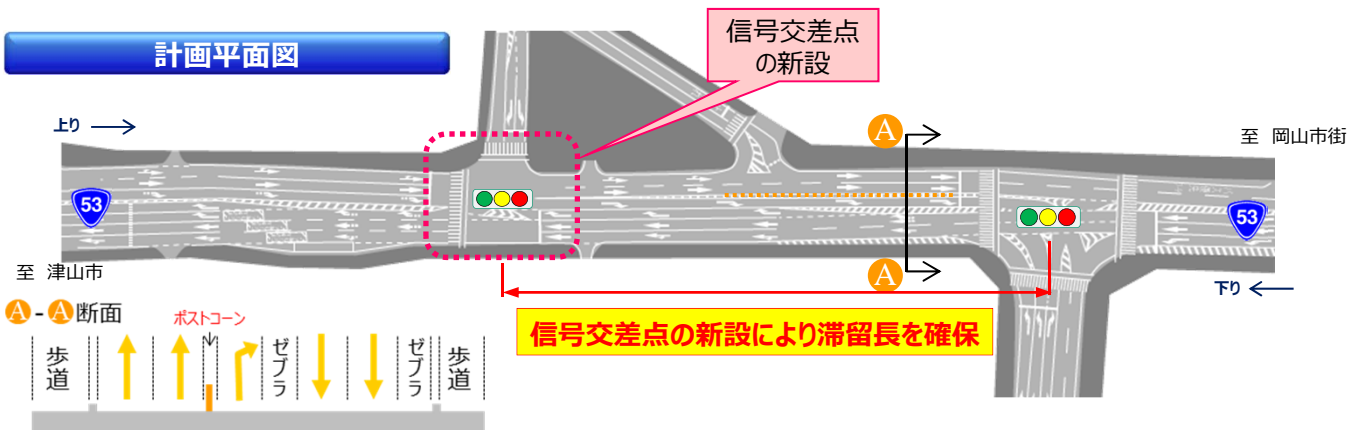 計画平面図
信号交差点
の新設
上り
至 岡山市街
53
53
至 津山市
下り
A
A
信号交差点の新設により滞留長を確保
A-A断面
ポストコーン
歩道
ゼブラ
ゼブラ
歩道